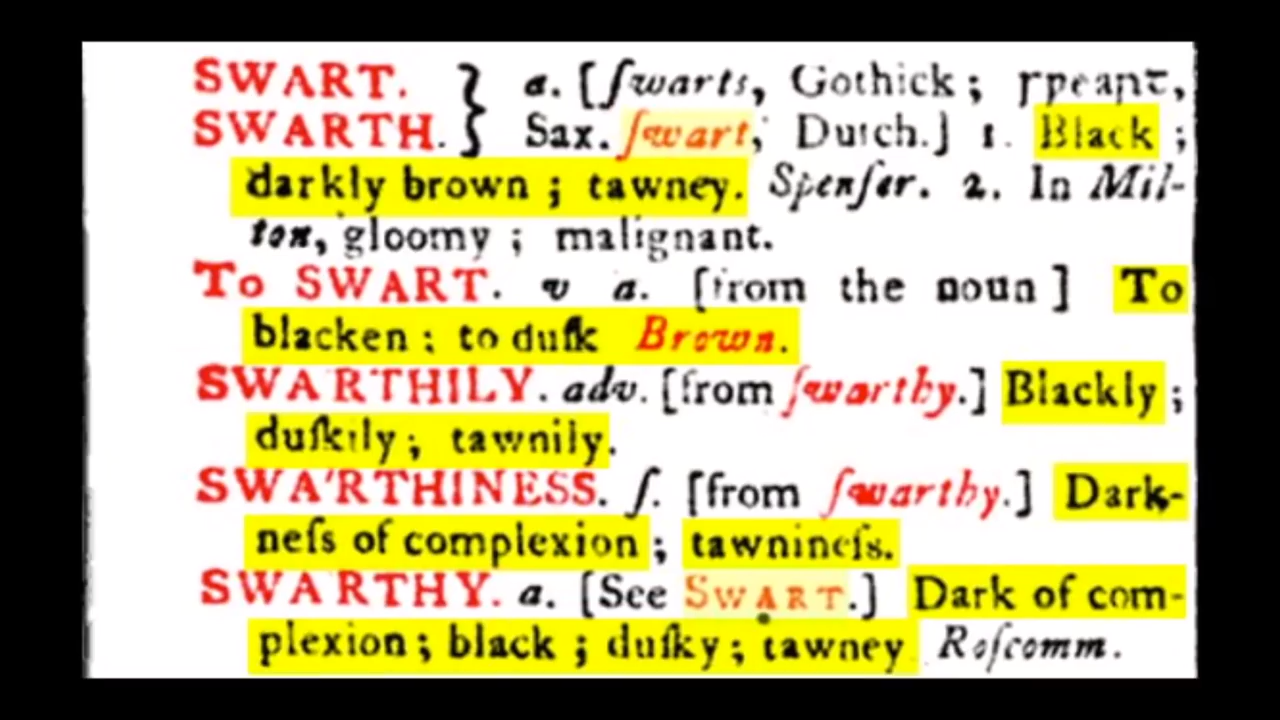 SWART. } a. [ſwarts, Gothick; ꞅpeaꞃꞇ,
SWARTH. } Sax. ſwart, Dutch.] 1. Black ;
darkly brown ; tawney. Spenſer. 2. In Mil-
ton, gloomy ; malignant.
To SWART. v a. [from the noun ] To
blacken ; to duſk Brown.
SWARTHILY. adv. [from ſwarthy.] Blackly ;
duſkily ; tawnily.
SWA'RTHINESS. ſ. [from ſwarthy.] Dark-
neſs of complexion ; tawnineſs.
SWARTHY. a. [See SWART.] Dark of com-
plexion ; black ; duſky ; tawney Roſcomm.